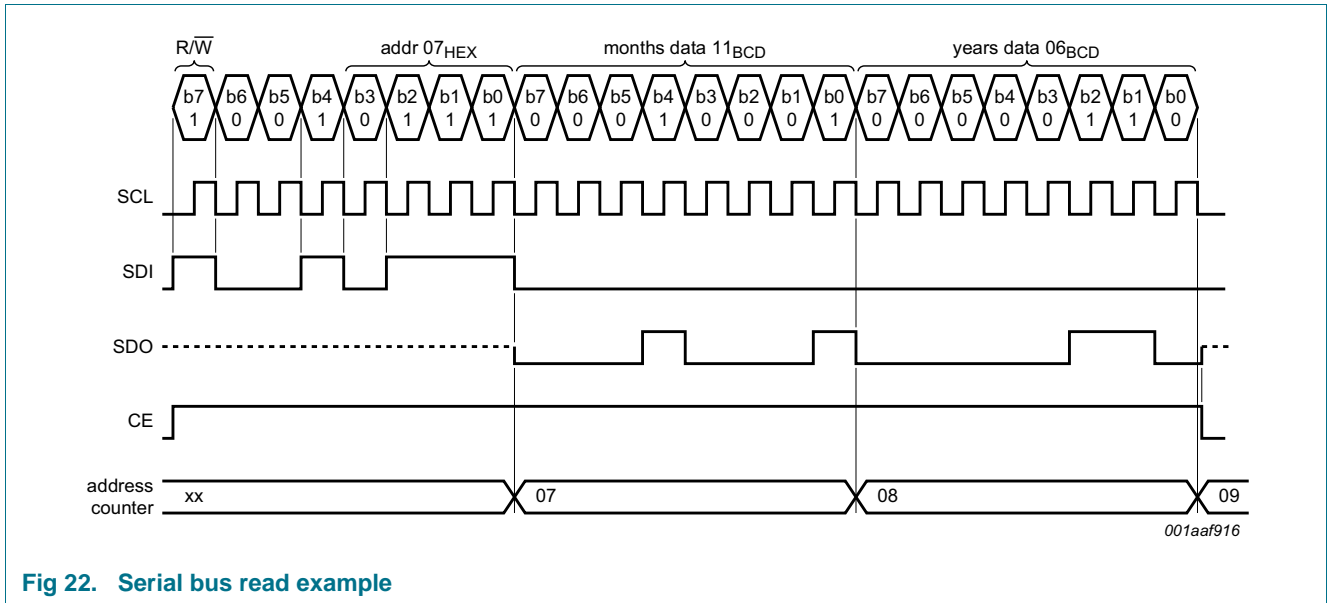 R/W̅ addr 07HEX months data 11BCD years data 06BCD
b7 b6 b5 b4 b3 b2 b1 b0 b7 b6 b5 b4 b3 b2 b1 b0 b7 b6 b5 b4 b3 b2 b1 b0
1 0 0 1 0 1 1 1 0 0 0 1 0 0 0 1 0 0 0 0 0 1 1 0
SCL
SDI
SDO
CE
address
counter
xx 07 08 09
001aaf916
Fig 22. Serial bus read example